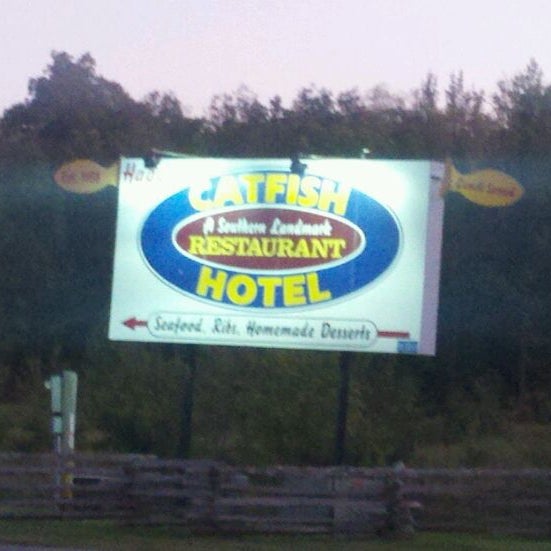 CATFISH
A Southern Landmark
RESTAURANT
HOTEL
Seafood, Ribs, Homemade Desserts